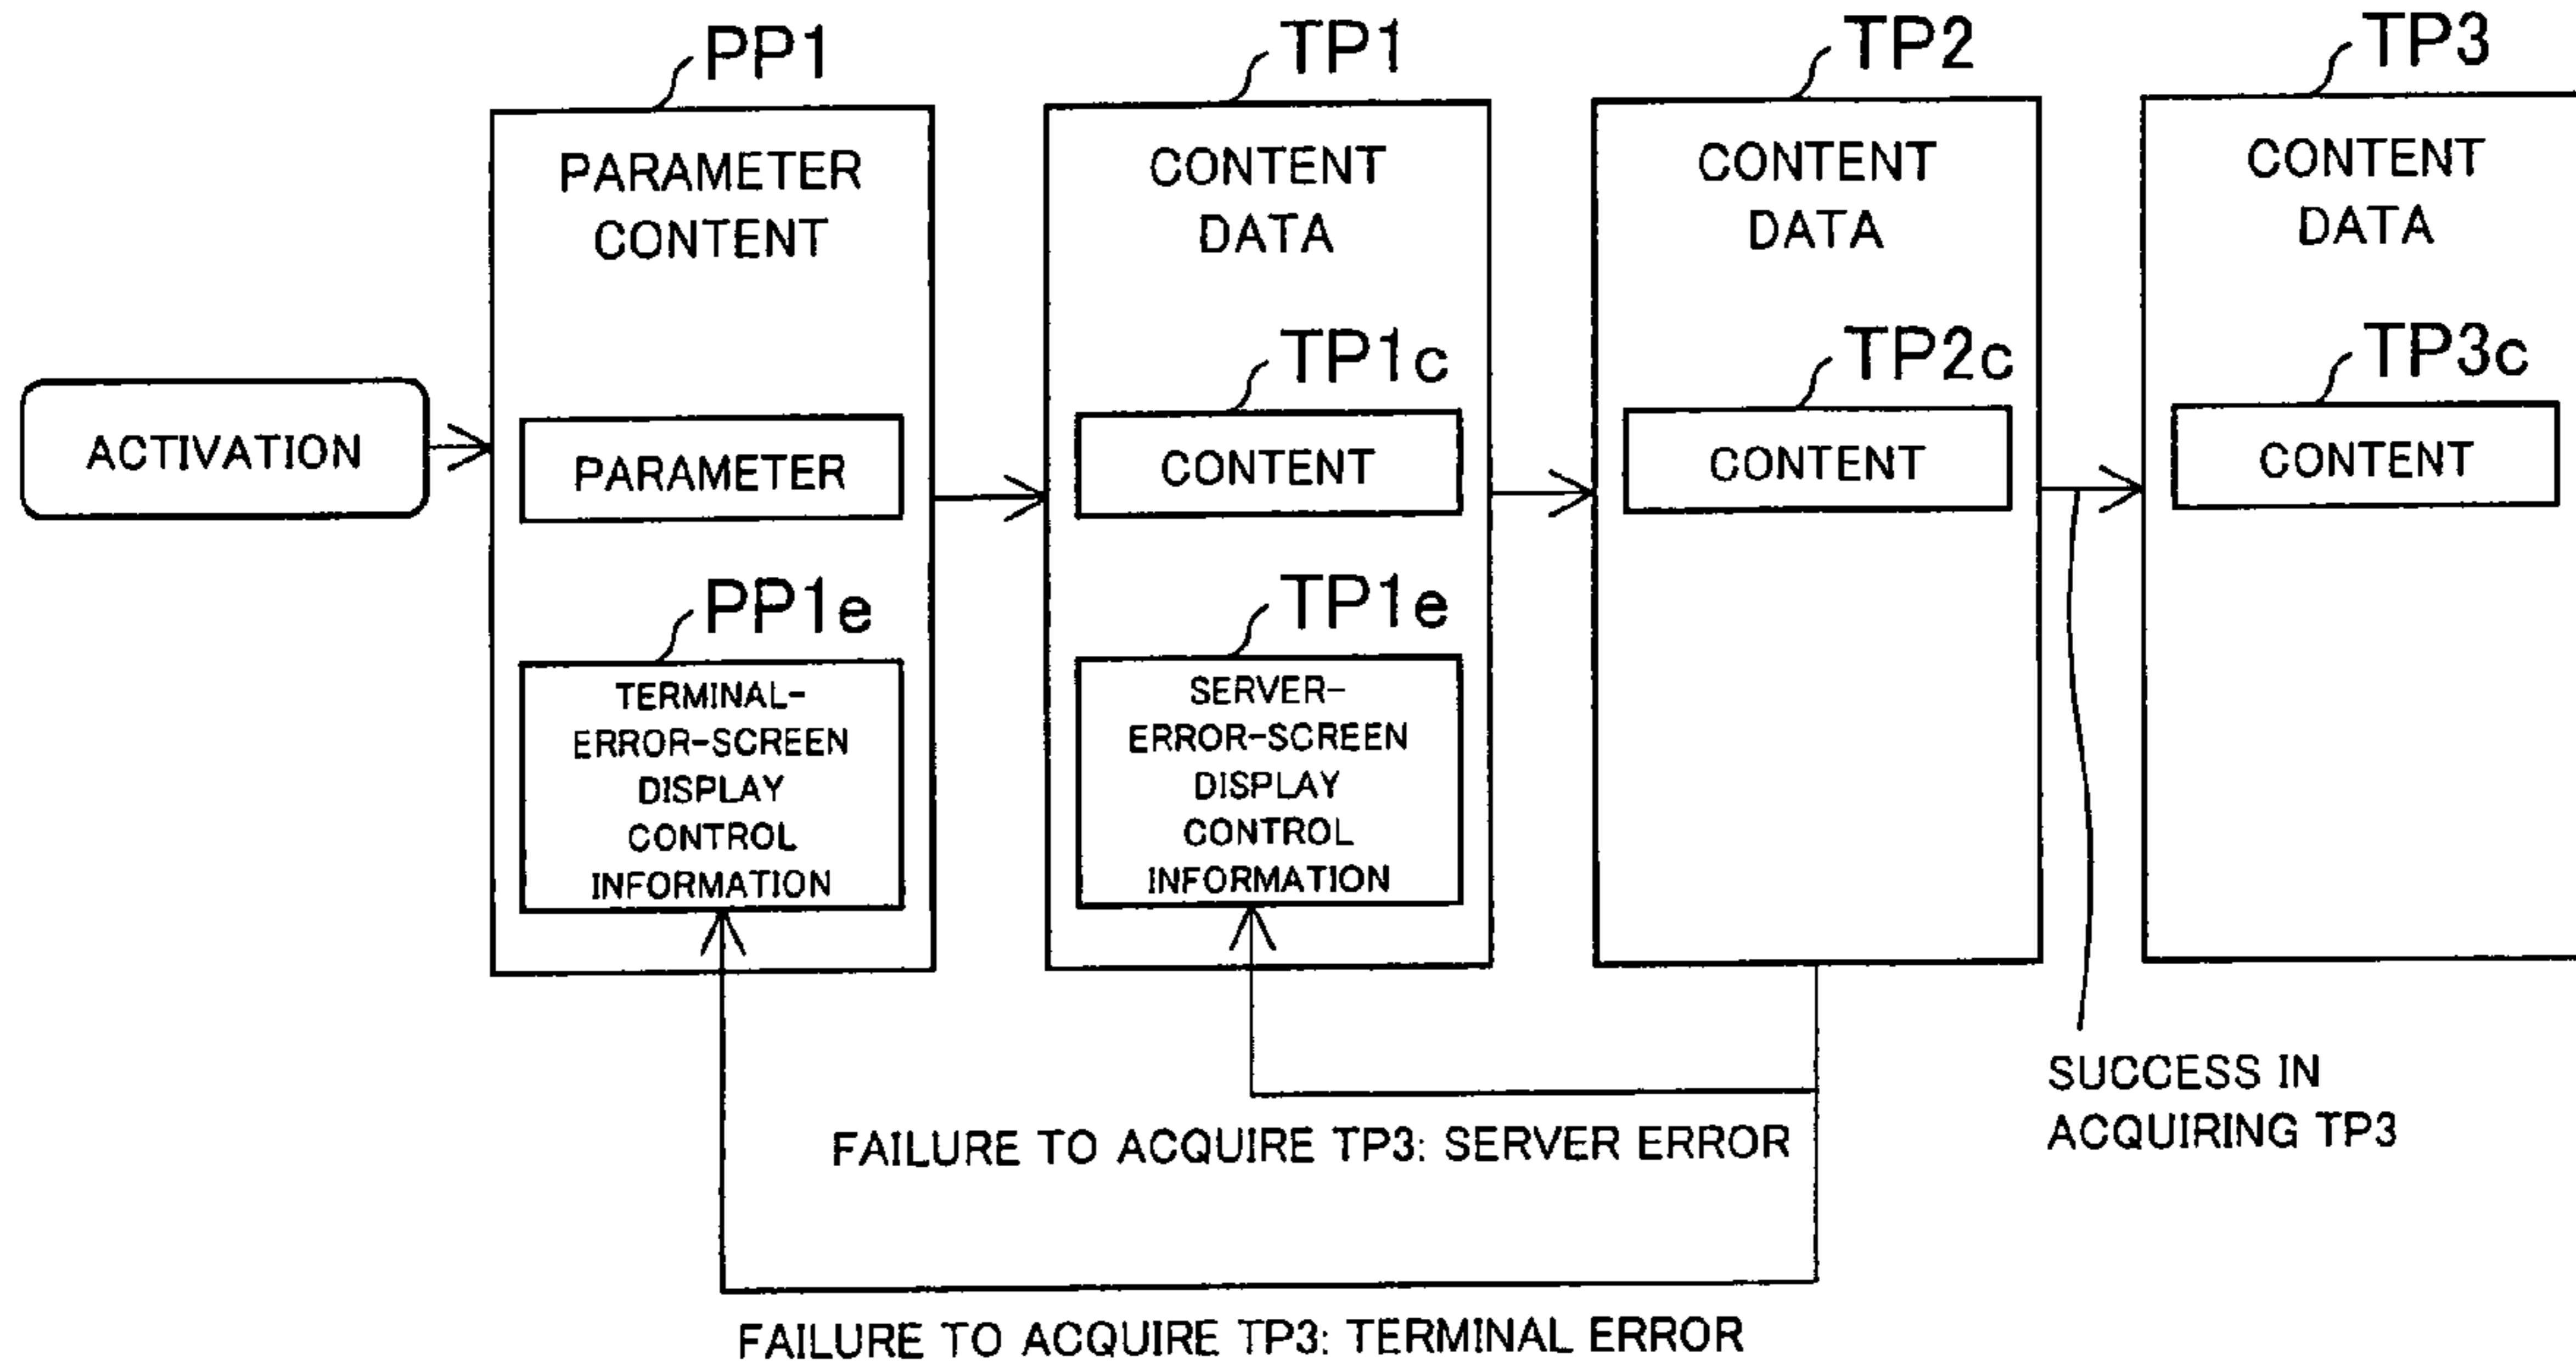 PP1
TP1
TP2
TP3
PARAMETER
CONTENT
CONTENT
DATA
CONTENT
DATA
CONTENT
DATA
TP1c
TP2c
TP3c
ACTIVATION
PARAMETER
CONTENT
CONTENT
CONTENT
PP1e
TP1e
TERMINAL-
ERROR-SCREEN
DISPLAY
CONTROL
INFORMATION
SERVER-
ERROR-SCREEN
DISPLAY
CONTROL
INFORMATION
SUCCESS IN
ACQUIRING TP3
FAILURE TO ACQUIRE TP3: SERVER ERROR
FAILURE TO ACQUIRE TP3: TERMINAL ERROR